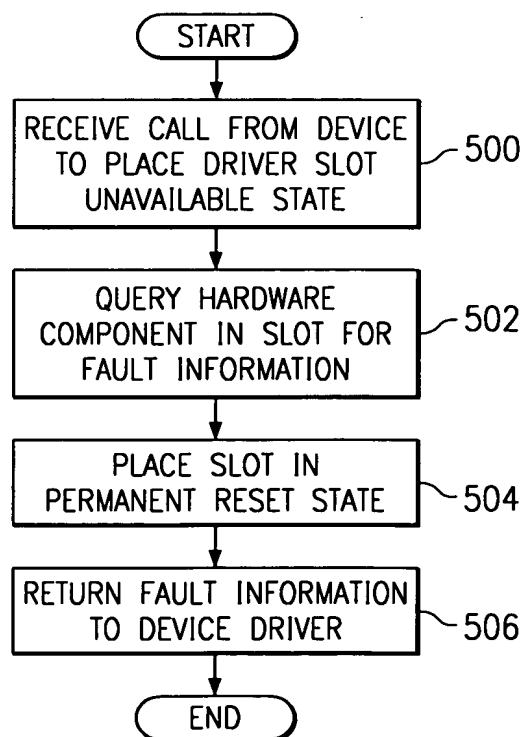 START
RECEIVE CALL FROM DEVICE
TO PLACE DRIVER SLOT
UNAVAILABLE STATE
500
QUERY HARDWARE
COMPONENT IN SLOT FOR
FAULT INFORMATION
502
PLACE SLOT IN
PERMANENT RESET STATE
504
RETURN FAULT INFORMATION
TO DEVICE DRIVER
506
END